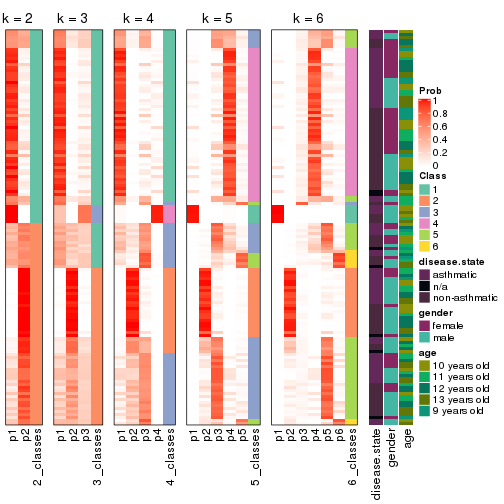 k = 2
k = 3
k = 4
k = 5
k = 6
p1
p2
2_classes
p1
p2
p3
3_classes
p1
p2
p3
p4
4_classes
p1
p2
p3
p4
p5
5_classes
p1
p2
p3
p4
p5
p6
6_classes
disease.state
gender
age
Prob
1
0.8
0.6
0.4
0.2
0
Class
1
2
3
4
5
6
disease.state
asthmatic
n/a
non-asthmatic
gender
female
male
age
10 years old
11 years old
12 years old
13 years old
9 years old